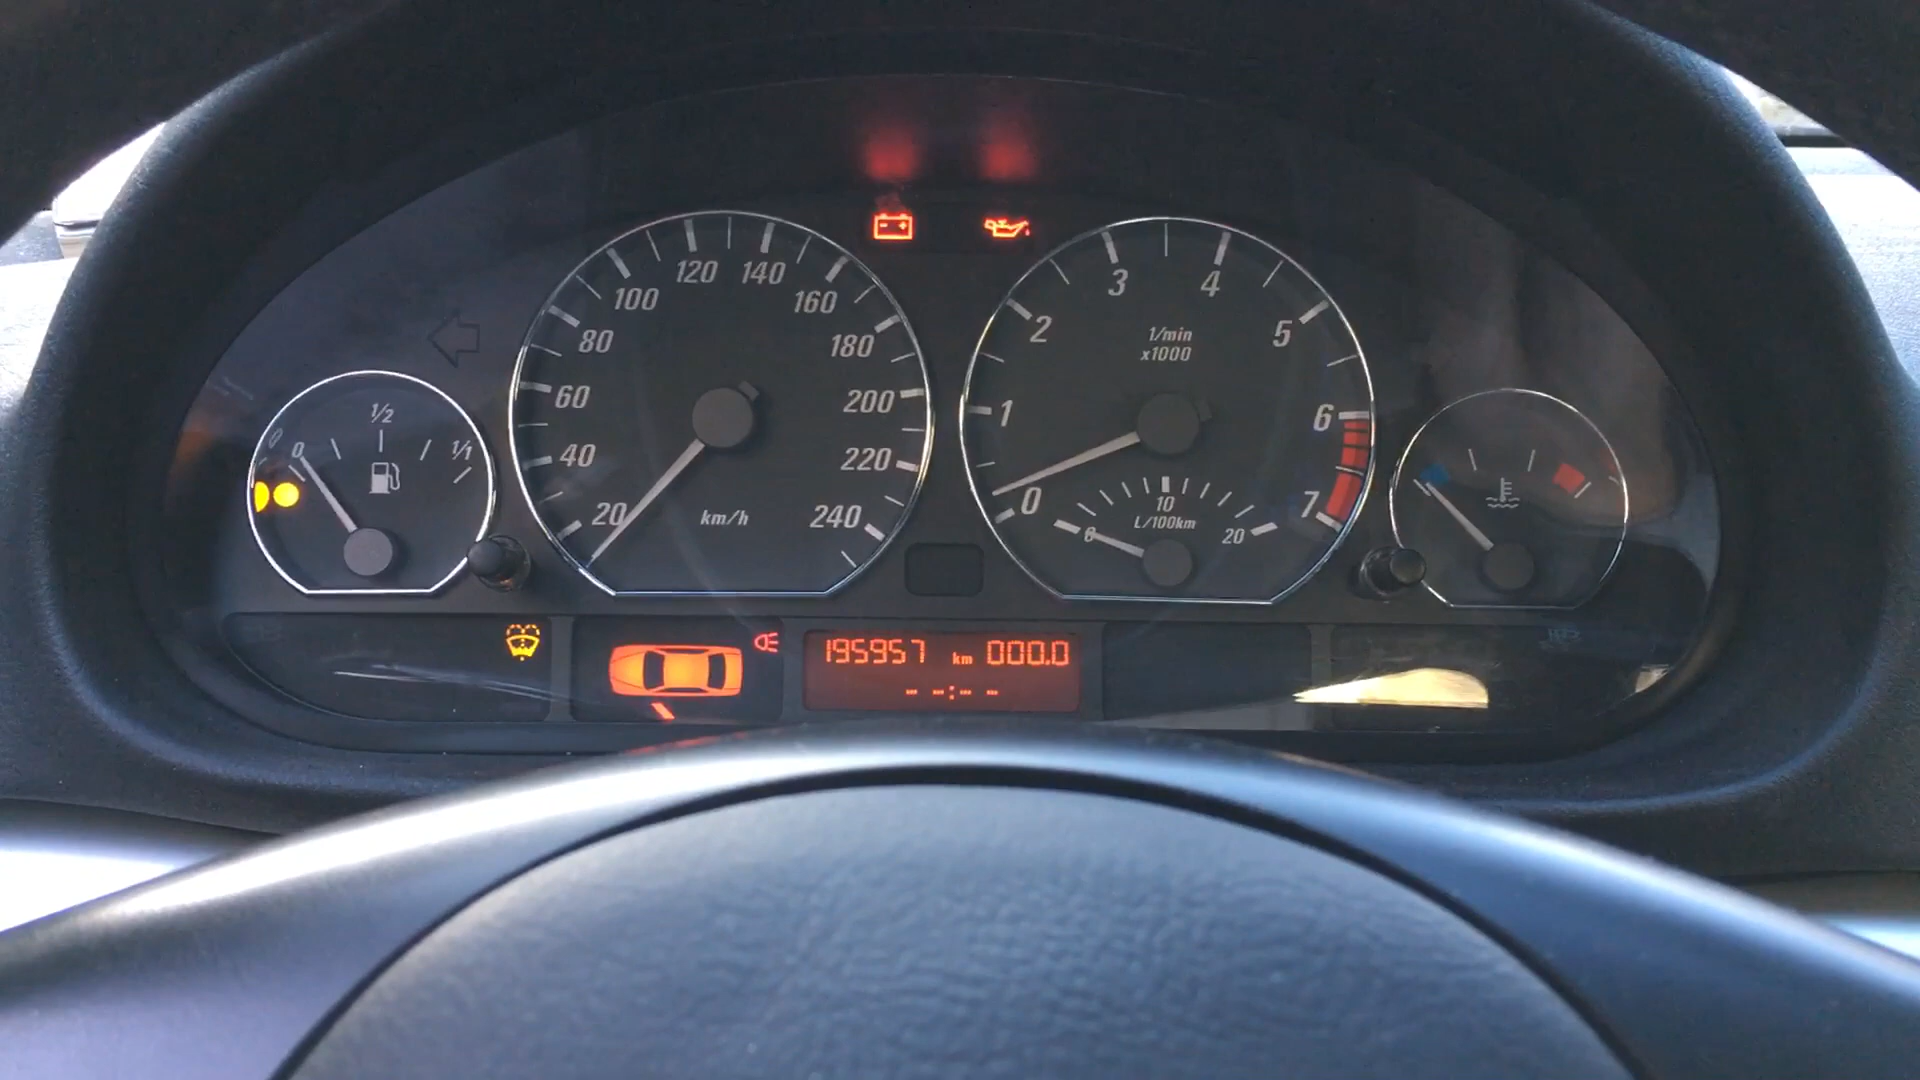 0 1/2 1/1
20 40 60 80 100 120 140 160 180 200 220 240
km/h
0 1 2 3 4 5 6 7
1/min
x1000
0 10 20
L/100km
195957 km 000.0
-- --:-- --